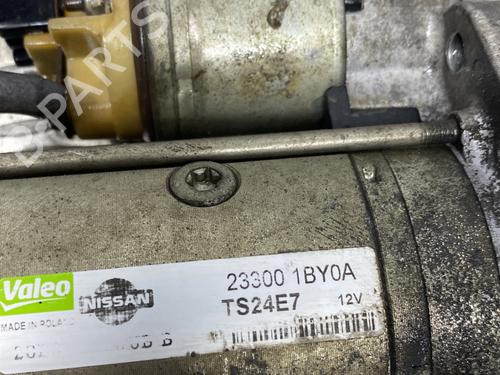 B-PARTS
23300 1BY0A
Valeo NISSAN
TS24E7 12V
MADE IN POLAND